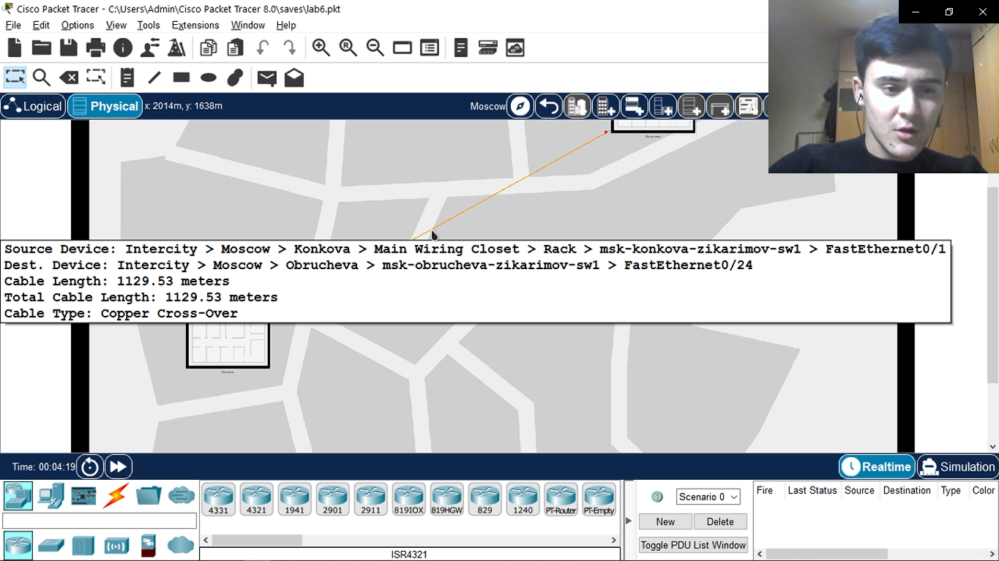 Cisco Packet Tracer - C:\Users\Admin\Cisco Packet Tracer 8.0\saves\lab6.pkt
File Edit Options View Tools Extensions Window Help
Logical Physical x: 2014m, y: 1638m Moscow
Source Device: Intercity > Moscow > Konkova > Main Wiring Closet > Rack > msk-konkova-zikarimov-sw1 > FastEthernet0/1
Dest. Device: Intercity > Moscow > Obrucheva > msk-obrucheva-zikarimov-sw1 > FastEthernet0/24
Cable Length: 1129.53 meters
Total Cable Length: 1129.53 meters
Cable Type: Copper Cross-Over
Time: 00:04:19 Realtime Simulation
4331 4321 1941 2901 2911 819IOX 819HGW 829 1240 PT-Router PT-Empty
ISR4321
Scenario 0
New Delete
Toggle PDU List Window
Fire Last Status Source Destination Type Color